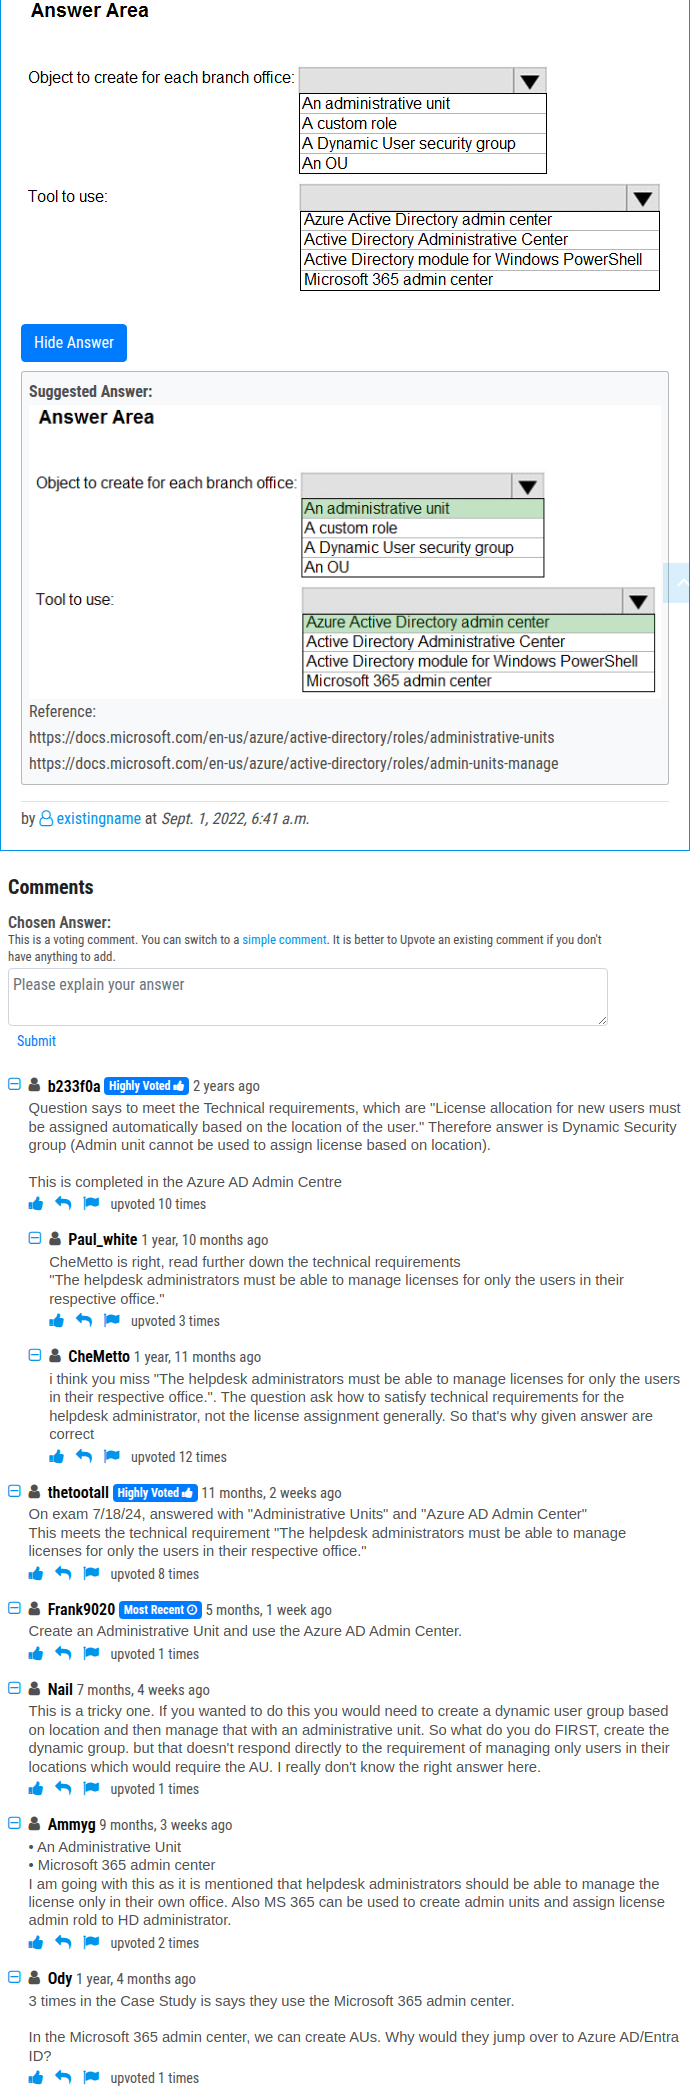 Answer Area
Object to create for each branch office:
An administrative unit
A custom role
A Dynamic User security group
An OU
Tool to use:
Azure Active Directory admin center
Active Directory Administrative Center
Active Directory module for Windows PowerShell
Microsoft 365 admin center
Hide Answer
Suggested Answer:
Answer Area
Object to create for each branch office:
An administrative unit
A custom role
A Dynamic User security group
An OU
Tool to use:
Azure Active Directory admin center
Active Directory Administrative Center
Active Directory module for Windows PowerShell
Microsoft 365 admin center
Reference:
https://docs.microsoft.com/en-us/azure/active-directory/roles/administrative-units
https://docs.microsoft.com/en-us/azure/active-directory/roles/admin-units-manage
by existingname at Sept. 1, 2022, 6:41 a.m.
Comments
Chosen Answer:
This is a voting comment. You can switch to a simple comment. It is better to Upvote an existing comment if you don't
have anything to add.
Please explain your answer
Submit
b233f0a Highly Voted 2 years ago
Question says to meet the Technical requirements, which are "License allocation for new users must
be assigned automatically based on the location of the user." Therefore answer is Dynamic Security
group (Admin unit cannot be used to assign license based on location).
This is completed in the Azure AD Admin Centre
upvoted 10 times
Paul_white 1 year, 10 months ago
CheMetto is right, read further down the technical requirements
"The helpdesk administrators must be able to manage licenses for only the users in their
respective office."
upvoted 3 times
CheMetto 1 year, 11 months ago
i think you miss "The helpdesk administrators must be able to manage licenses for only the users
in their respective office.". The question ask how to satisfy technical requirements for the
helpdesk administrator, not the license assignment generally. So that's why given answer are
correct
upvoted 12 times
thetootall Highly Voted 11 months, 2 weeks ago
On exam 7/18/24, answered with "Administrative Units" and "Azure AD Admin Center"
This meets the technical requirement "The helpdesk administrators must be able to manage
licenses for only the users in their respective office."
upvoted 8 times
Frank9020 Most Recent 5 months, 1 week ago
Create an Administrative Unit and use the Azure AD Admin Center.
upvoted 1 times
Nail 7 months, 4 weeks ago
This is a tricky one. If you wanted to do this you would need to create a dynamic user group based
on location and then manage that with an administrative unit. So what do you do FIRST, create the
dynamic group. but that doesn't respond directly to the requirement of managing only users in their
locations which would require the AU. I really don't know the right answer here.
upvoted 1 times
Ammyg 9 months, 3 weeks ago
• An Administrative Unit
• Microsoft 365 admin center
I am going with this as it is mentioned that helpdesk administrators should be able to manage the
license only in their own office. Also MS 365 can be used to create admin units and assign license
admin rold to HD administrator.
upvoted 2 times
Ody 1 year, 4 months ago
3 times in the Case Study is says they use the Microsoft 365 admin center.
In the Microsoft 365 admin center, we can create AUs. Why would they jump over to Azure AD/Entra
ID?
upvoted 1 times